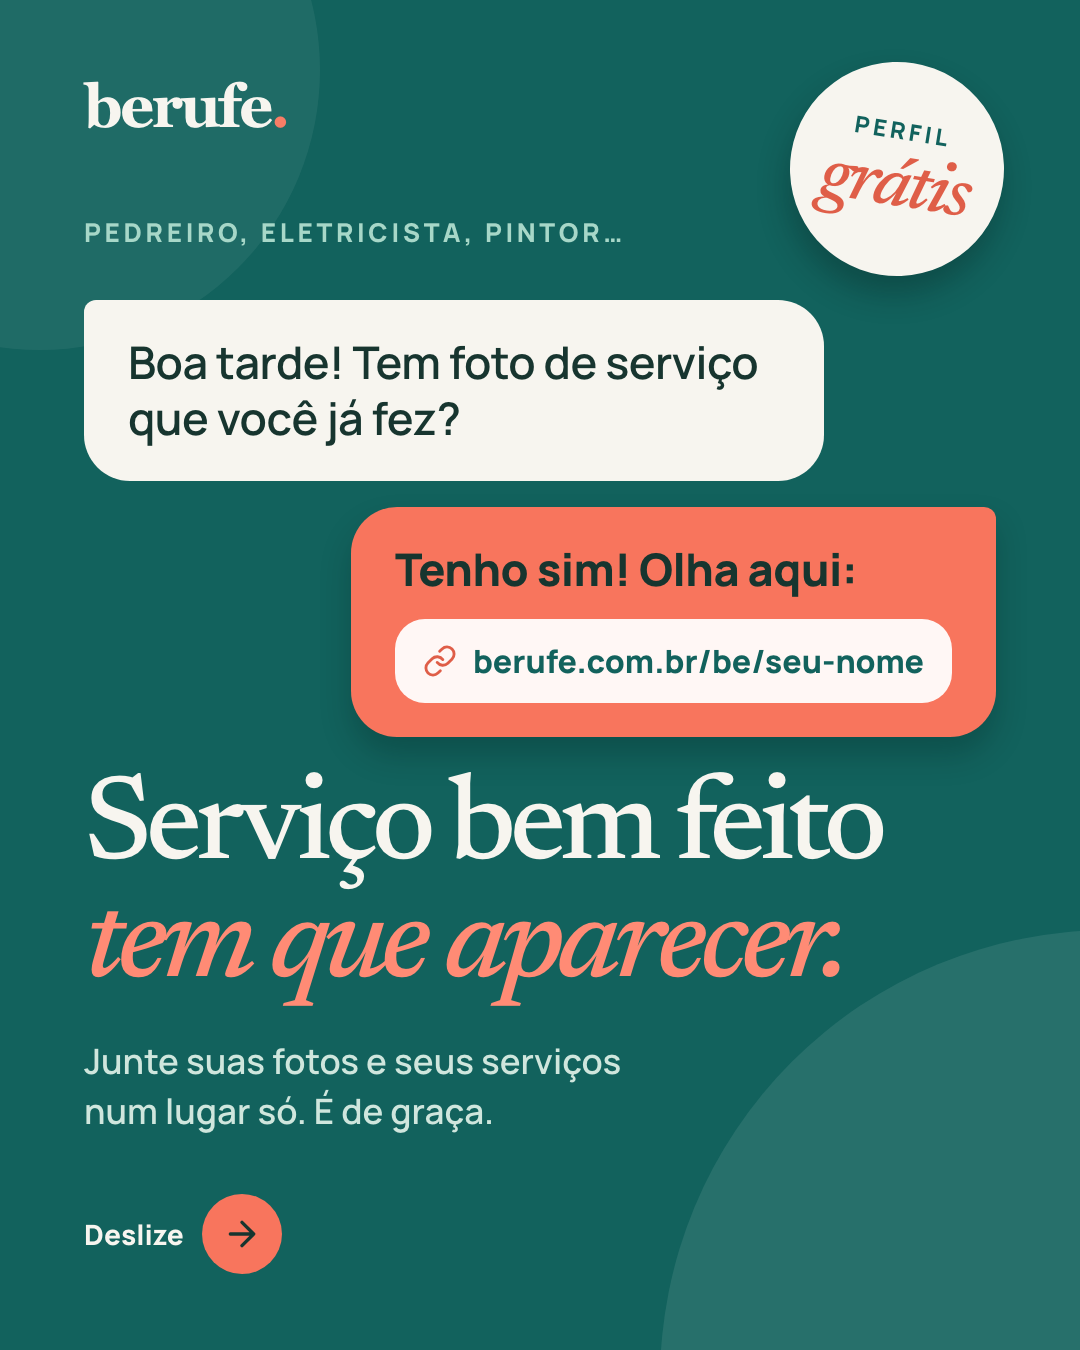 berufe.
PERFIL
grátis
PEDREIRO, ELETRICISTA, PINTOR…
Boa tarde! Tem foto de serviço
que você já fez?
Tenho sim! Olha aqui:
berufe.com.br/be/seu-nome
Serviço bem feito
tem que aparecer.
Junte suas fotos e seus serviços
num lugar só. É de graça.
Deslize